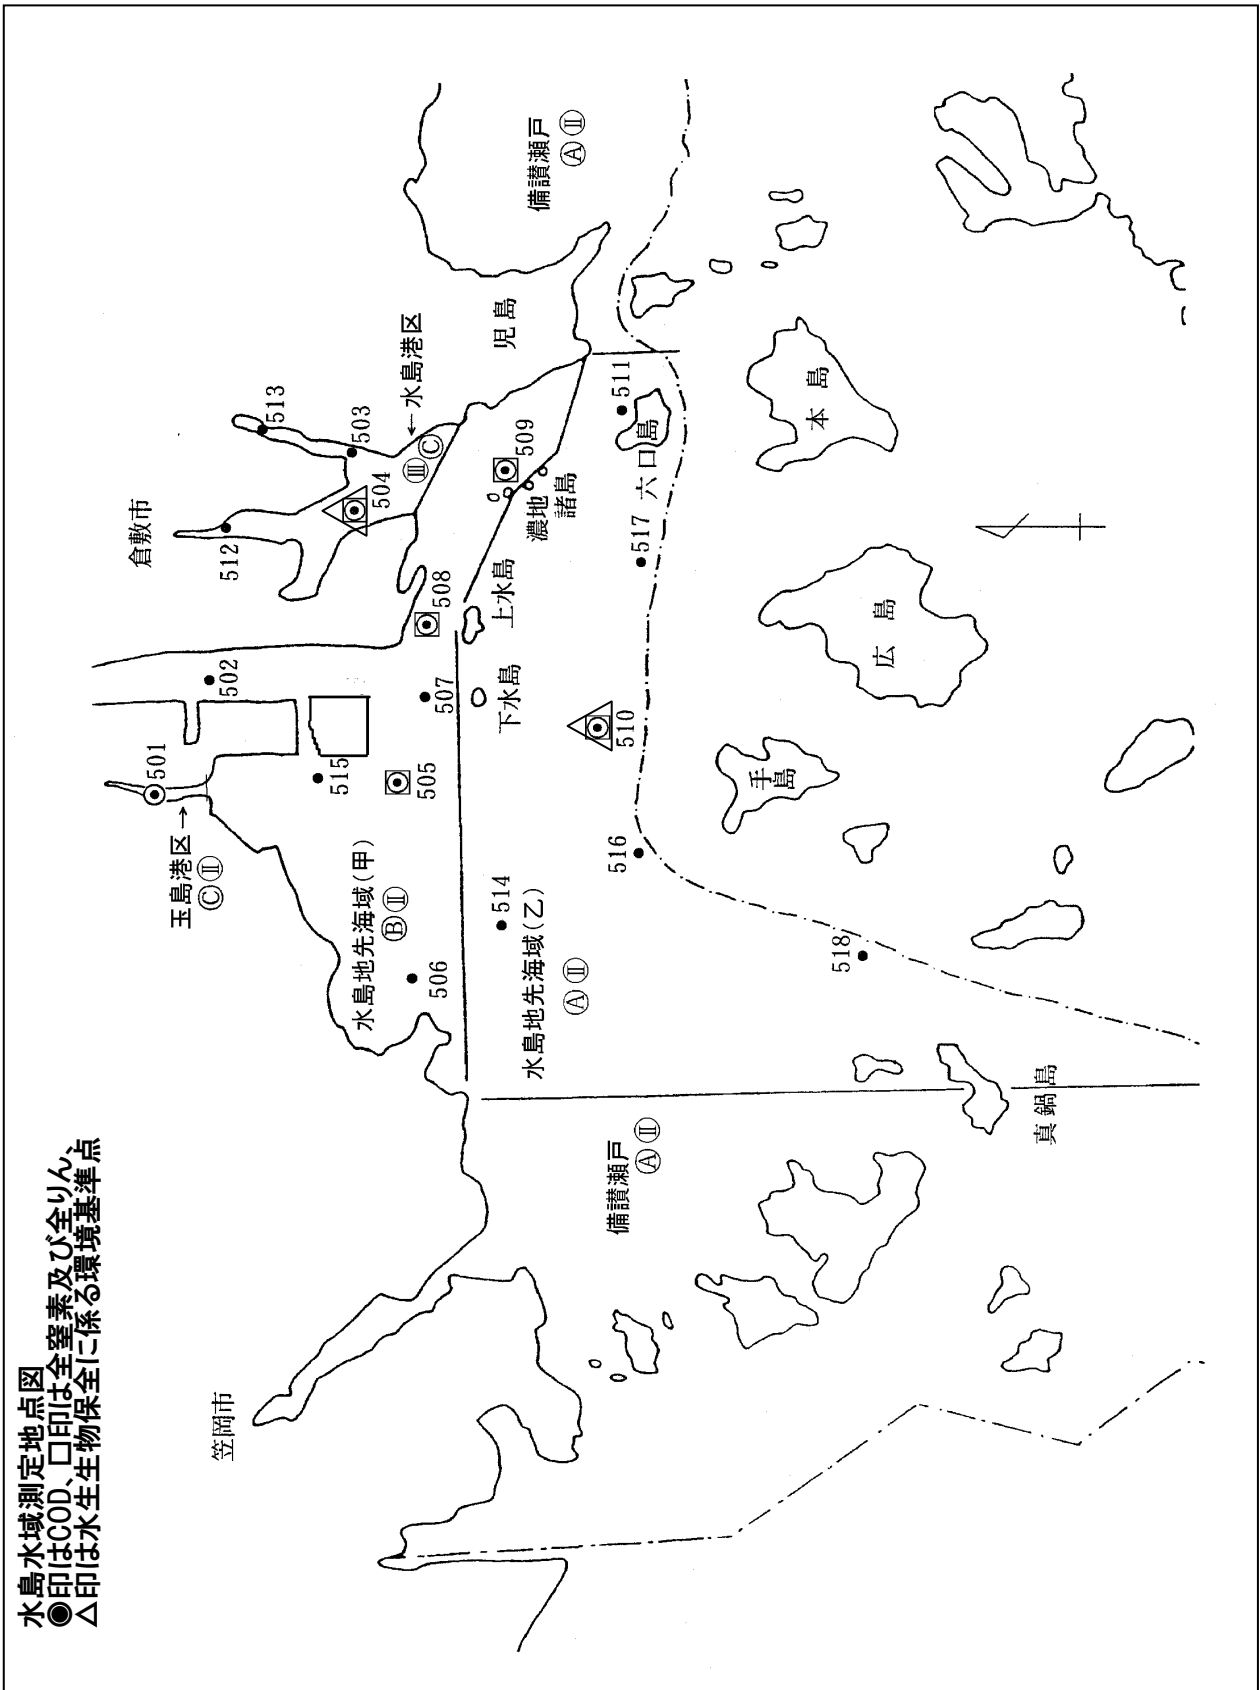 水島水域測定地点図
◉印はCOD、□印は全窒素及び全りん、
△印は水生生物保全に係る環境基準点
笠岡市
倉敷市
玉島港区→
Ⓒ Ⅱ
水島地先海域(甲)
Ⓑ Ⅱ
水島地先海域(乙)
Ⓐ Ⅱ
備讃瀬戸
Ⓐ Ⅱ
←水島港区
Ⅲ Ⓒ
児島
備讃瀬戸
Ⓐ Ⅱ
501
502
503
504
505
506
507
508
509
510
511
512
513
514
515
516
517
518
下水島
上水島
濃地
諸島
六口島
本島
広島
手島
真鍋島